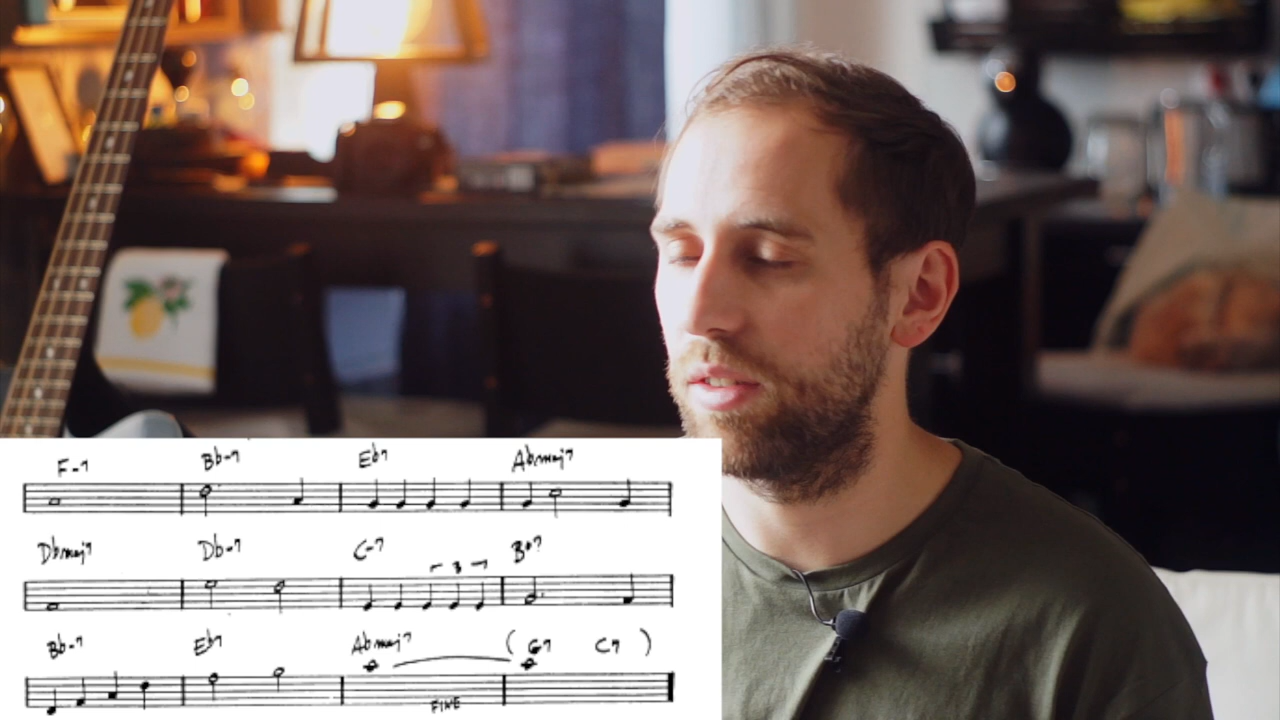 F-7 Bb-7 Eb7 Abmaj7
Dbmaj7 Db-7 C-7 Bo7
3
Bb-7 Eb7 Abmaj7 ( G7 C7 )
FINE